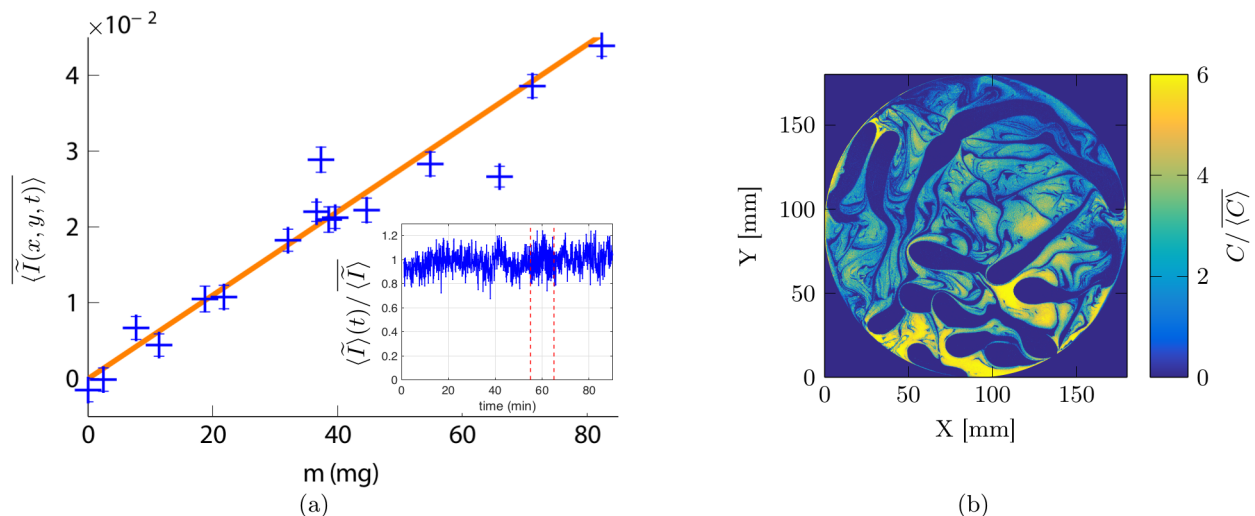 ×10⁻²
4
3
2
1
0
0 20 40 60 80
m (mg)
⟨Ĩ(x, y, t)⟩
1.2
1
0.8
0.6
0.4
0.2
0
0 20 40 60 80
time (min)
⟨Ĩ⟩(t)/⟨Ĩ⟩
(a)
150
100
50
0
Y [mm]
0 50 100 150
X [mm]
6
4
2
0
C/⟨C⟩
(b)